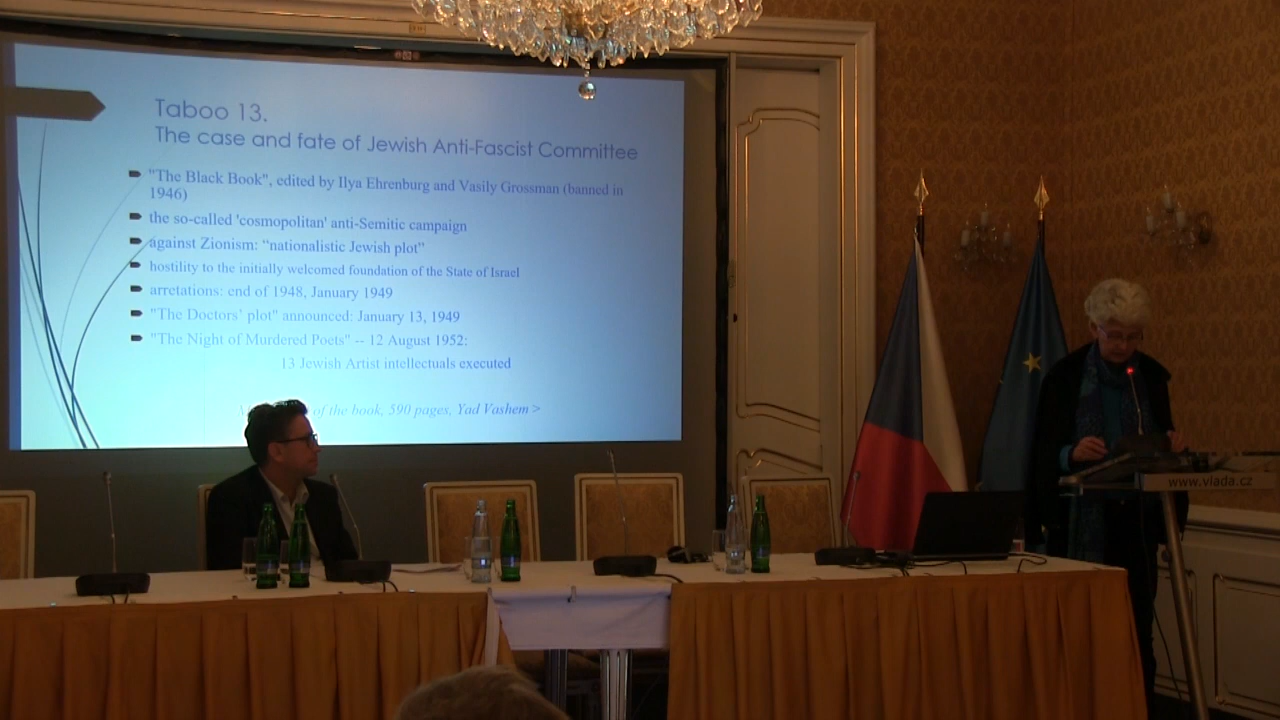 Taboo 13.
The case and fate of Jewish Anti-Fascist Committee
"The Black Book", edited by Ilya Ehrenburg and Vasily Grossman (banned in
1946)
the so-called 'cosmopolitan' anti-Semitic campaign
against Zionism: “nationalistic Jewish plot”
hostility to the initially welcomed foundation of the State of Israel
arretations: end of 1948, January 1949
"The Doctors’ plot" announced: January 13, 1949
"The Night of Murdered Poets" -- 12 August 1952:
13 Jewish Artist intellectuals executed
of the book, 590 pages, Yad Vashem >
www.vlada.cz